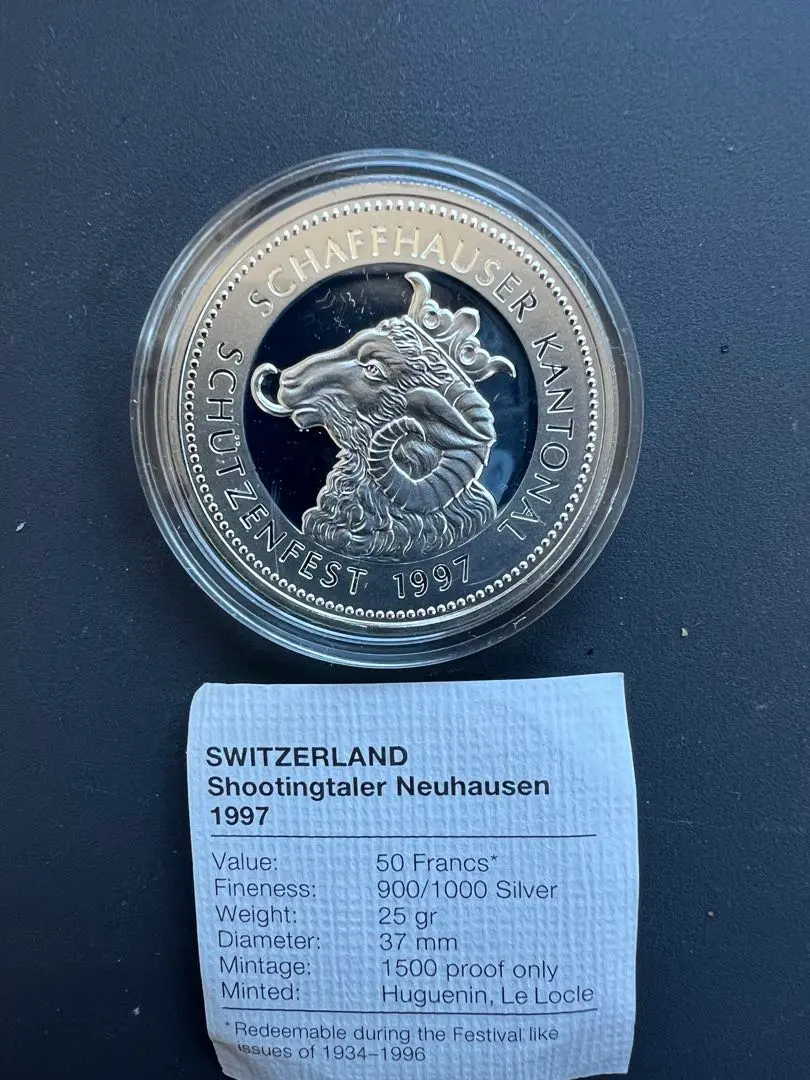 SCHAFFHAUSER KANTONAL
SCHÜTZENFEST 1997
SWITZERLAND
Shootingtaler Neuhausen
1997
Value: 50 Francs*
Fineness: 900/1000 Silver
Weight: 25 gr
Diameter: 37 mm
Mintage: 1500 proof only
Minted: Huguenin, Le Locle
*Redeemable during the Festival like
issues of 1934–1996